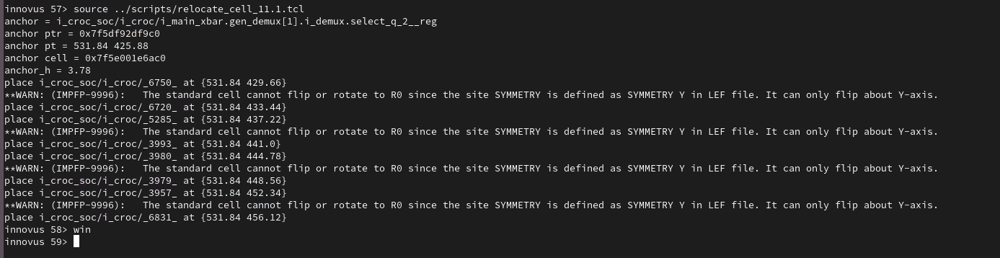 innovus 57> source ../scripts/relocate_cell_11.1.tcl
anchor = i_croc_soc/i_croc/i_main_xbar.gen_demux[1].i_demux.select_q_2__reg
anchor ptr = 0x7f5df92df9c0
anchor pt = 531.84 425.88
anchor cell = 0x7f5e001e6ac0
anchor_h = 3.78
place i_croc_soc/i_croc/_6750_ at {531.84 429.66}
**WARN: (IMPFP-9996):   The standard cell cannot flip or rotate to R0 since the site SYMMETRY is defined as SYMMETRY Y in LEF file. It can only flip about Y-axis.
place i_croc_soc/i_croc/_6720_ at {531.84 433.44}
place i_croc_soc/i_croc/_5285_ at {531.84 437.22}
**WARN: (IMPFP-9996):   The standard cell cannot flip or rotate to R0 since the site SYMMETRY is defined as SYMMETRY Y in LEF file. It can only flip about Y-axis.
place i_croc_soc/i_croc/_3993_ at {531.84 441.0}
place i_croc_soc/i_croc/_3980_ at {531.84 444.78}
**WARN: (IMPFP-9996):   The standard cell cannot flip or rotate to R0 since the site SYMMETRY is defined as SYMMETRY Y in LEF file. It can only flip about Y-axis.
place i_croc_soc/i_croc/_3979_ at {531.84 448.56}
place i_croc_soc/i_croc/_3957_ at {531.84 452.34}
**WARN: (IMPFP-9996):   The standard cell cannot flip or rotate to R0 since the site SYMMETRY is defined as SYMMETRY Y in LEF file. It can only flip about Y-axis.
place i_croc_soc/i_croc/_6831_ at {531.84 456.12}
innovus 58> win
innovus 59>